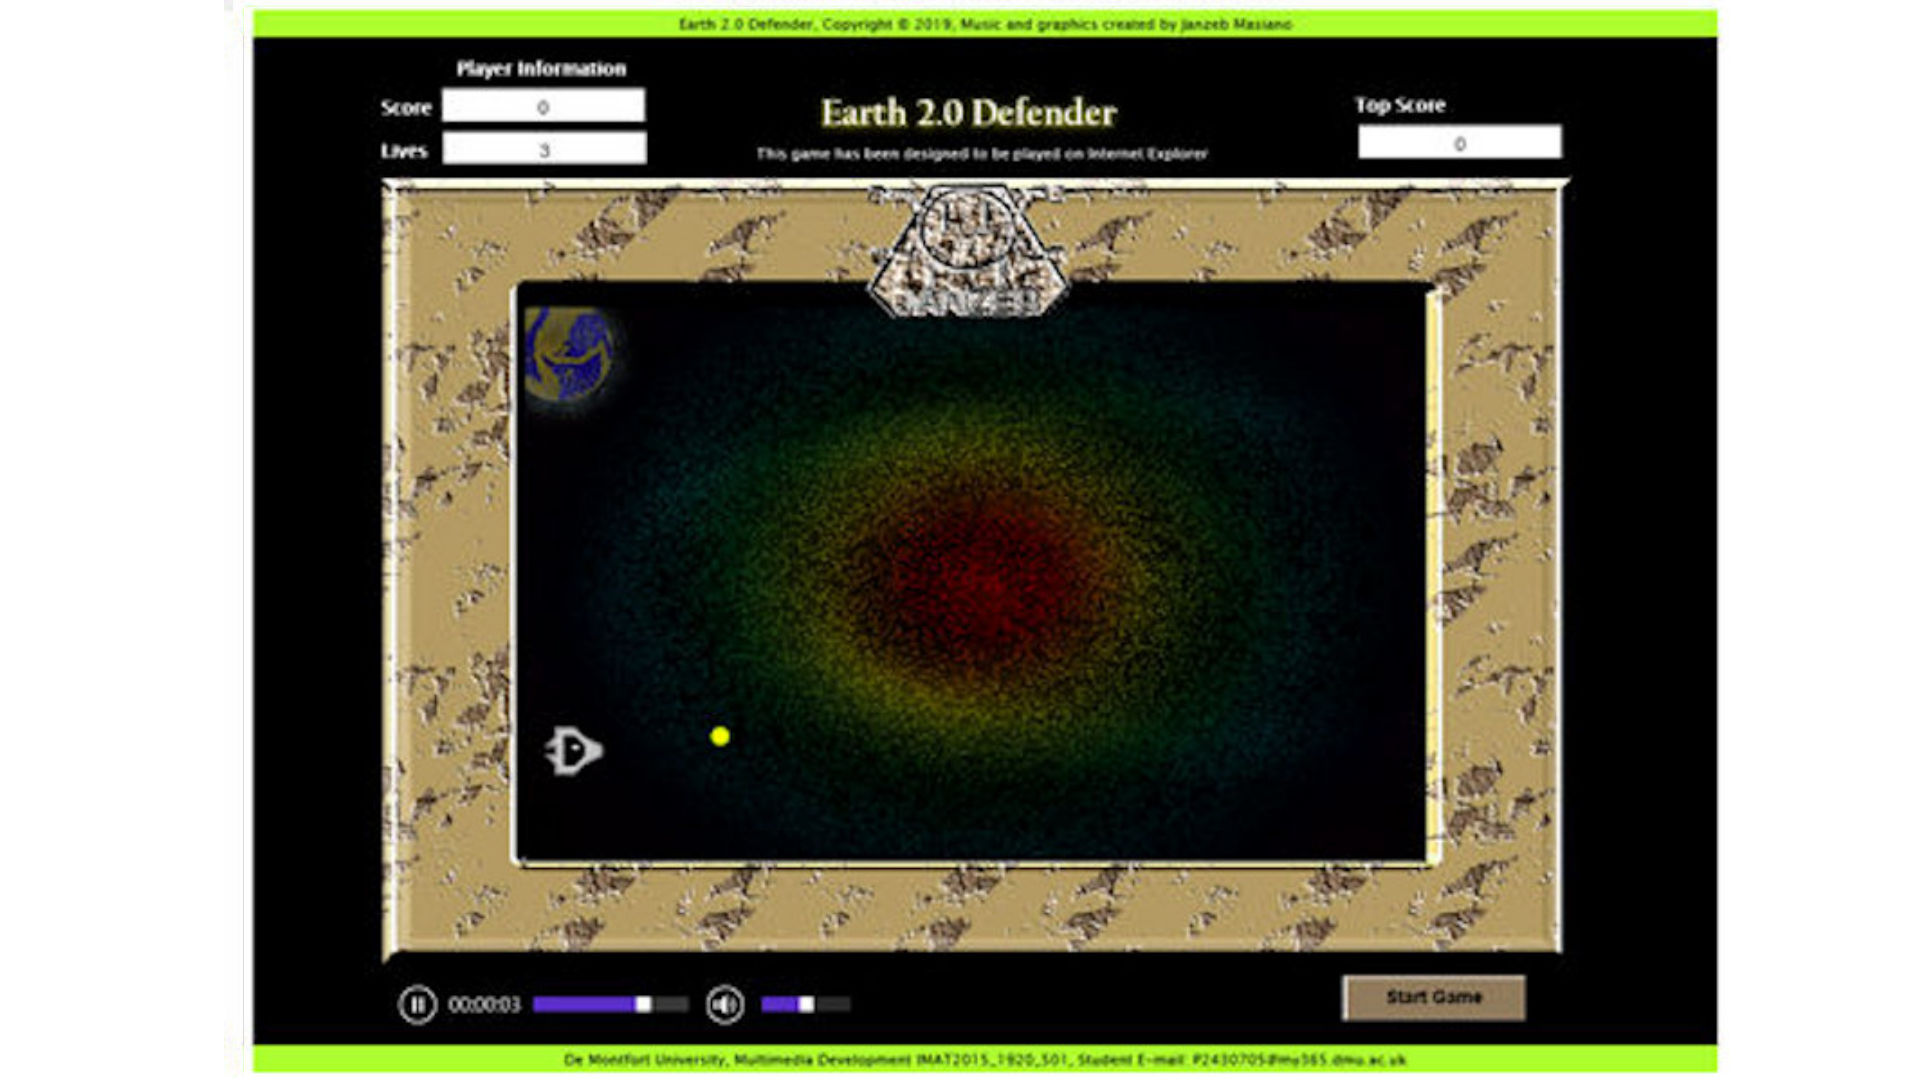 Earth 2.0 Defender, Copyright © 2019, Music and graphics created by Janzeb Masiano
Player Information
Score 0
Lives 3
Earth 2.0 Defender
This game has been designed to be played on Internet Explorer
Top Score
0
JANZEB
00:00:03
Start Game
De Montfort University, Multimedia Development IMAT2015_1920_501, Student E-mail: P2430705@my365.dmu.ac.uk